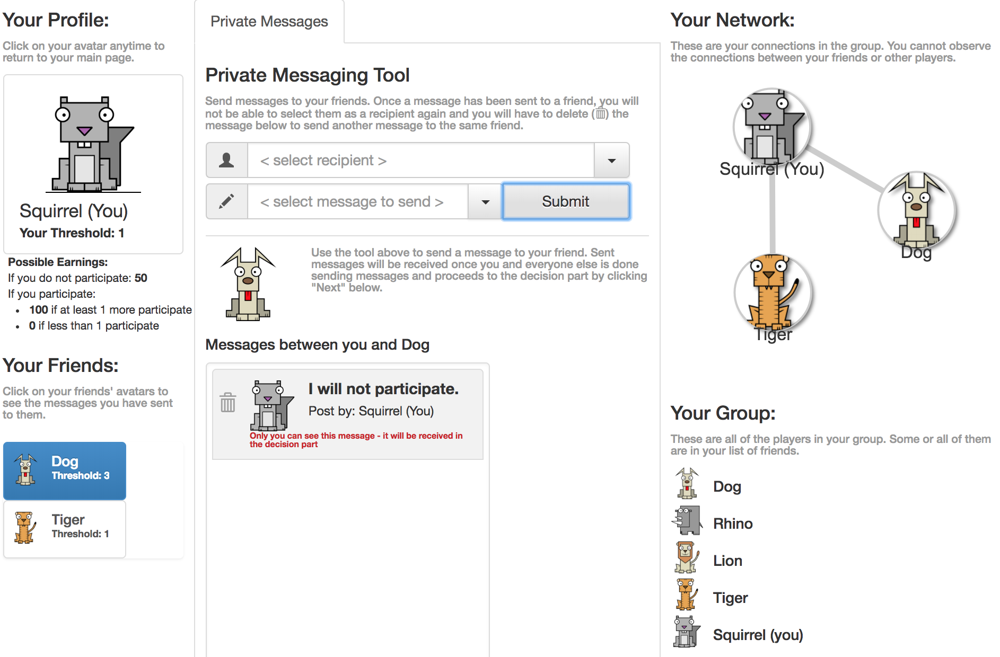 Your Profile:
Click on your avatar anytime to
return to your main page.
Squirrel (You)
Your Threshold: 1
Possible Earnings:
If you do not participate: 50
If you participate:
• 100 if at least 1 more participate
• 0 if less than 1 participate
Your Friends:
Click on your friends' avatars to
see the messages you have sent
to them.
Dog
Threshold: 3
Tiger
Threshold: 1
Private Messages
Private Messaging Tool
Send messages to your friends. Once a message has been sent to a friend, you will
not be able to select them as a recipient again and you will have to delete ( ) the
message below to send another message to the same friend.
< select recipient >
< select message to send >
Submit
Use the tool above to send a message to your friend. Sent
messages will be received once you and everyone else is done
sending messages and proceeds to the decision part by clicking
"Next" below.
Messages between you and Dog
I will not participate.
Post by: Squirrel (You)
Only you can see this message - it will be received in
the decision part
Your Network:
These are your connections in the group. You cannot observe
the connections between your friends or other players.
Squirrel (You)
Dog
Tiger
Your Group:
These are all of the players in your group. Some or all of them
are in your list of friends.
Dog
Rhino
Lion
Tiger
Squirrel (you)